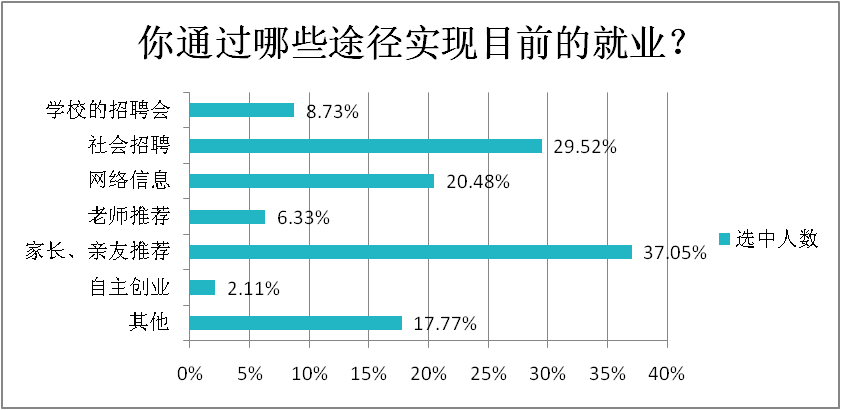 你通过哪些途径实现目前的就业？
学校的招聘会 8.73%
社会招聘 29.52%
网络信息 20.48%
老师推荐 6.33%
家长、亲友推荐 37.05%
自主创业 2.11%
其他 17.77%
选中人数
0% 5% 10% 15% 20% 25% 30% 35% 40%